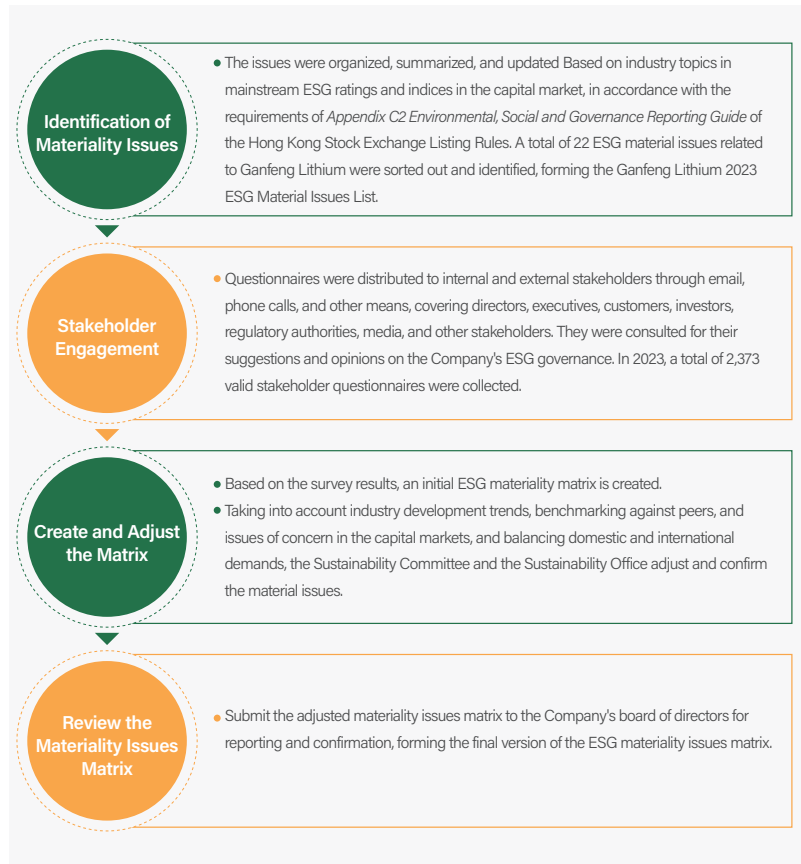 Identification of
Materiality Issues
● The issues were organized, summarized, and updated Based on industry topics in
mainstream ESG ratings and indices in the capital market, in accordance with the
requirements of Appendix C2 Environmental, Social and Governance Reporting Guide of
the Hong Kong Stock Exchange Listing Rules. A total of 22 ESG material issues related
to Ganfeng Lithium were sorted out and identified, forming the Ganfeng Lithium 2023
ESG Material Issues List.
Stakeholder
Engagement
● Questionnaires were distributed to internal and external stakeholders through email,
phone calls, and other means, covering directors, executives, customers, investors,
regulatory authorities, media, and other stakeholders. They were consulted for their
suggestions and opinions on the Company's ESG governance. In 2023, a total of 2,373
valid stakeholder questionnaires were collected.
Create and Adjust
the Matrix
● Based on the survey results, an initial ESG materiality matrix is created.
● Taking into account industry development trends, benchmarking against peers, and
issues of concern in the capital markets, and balancing domestic and international
demands, the Sustainability Committee and the Sustainability Office adjust and confirm
the material issues.
Review the
Materiality Issues
Matrix
● Submit the adjusted materiality issues matrix to the Company's board of directors for
reporting and confirmation, forming the final version of the ESG materiality issues matrix.